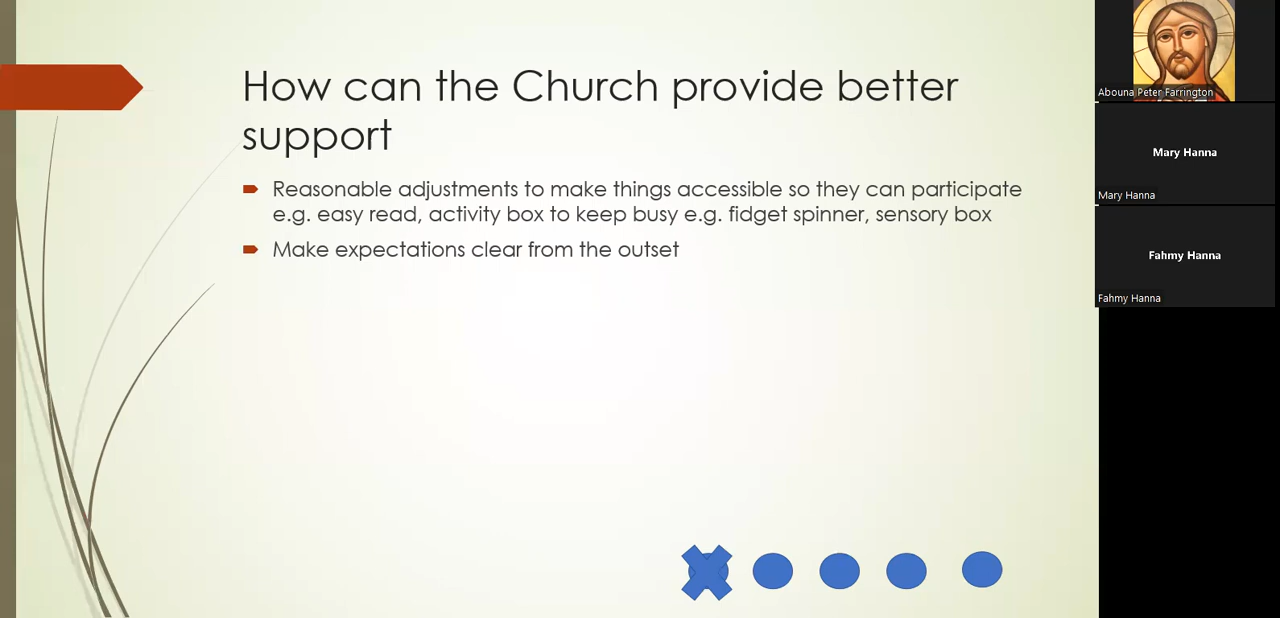 How can the Church provide better
support
Reasonable adjustments to make things accessible so they can participate
e.g. easy read, activity box to keep busy e.g. fidget spinner, sensory box
Make expectations clear from the outset
Abouna Peter Farrington
Mary Hanna
Mary Hanna
Fahmy Hanna
Fahmy Hanna